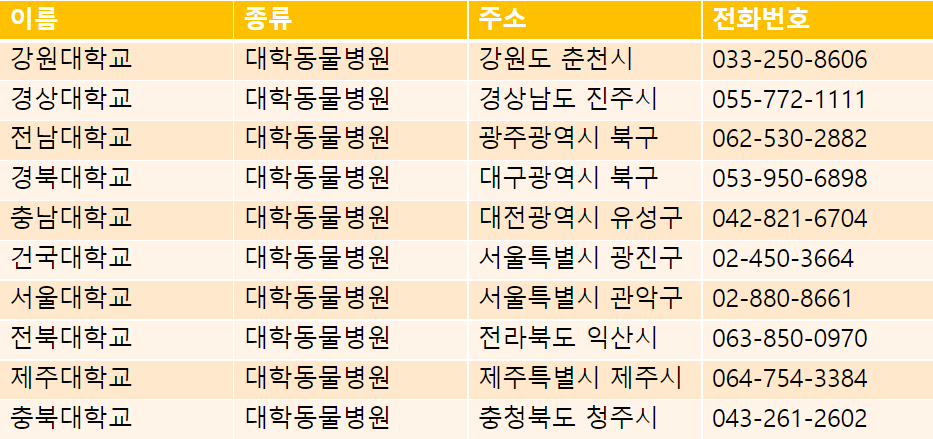 이름 종류 주소 전화번호
강원대학교 대학동물병원 강원도 춘천시 033-250-8606
경상대학교 대학동물병원 경상남도 진주시 055-772-1111
전남대학교 대학동물병원 광주광역시 북구 062-530-2882
경북대학교 대학동물병원 대구광역시 북구 053-950-6898
충남대학교 대학동물병원 대전광역시 유성구 042-821-6704
건국대학교 대학동물병원 서울특별시 광진구 02-450-3664
서울대학교 대학동물병원 서울특별시 관악구 02-880-8661
전북대학교 대학동물병원 전라북도 익산시 063-850-0970
제주대학교 대학동물병원 제주특별시 제주시 064-754-3384
충북대학교 대학동물병원 충청북도 청주시 043-261-2602